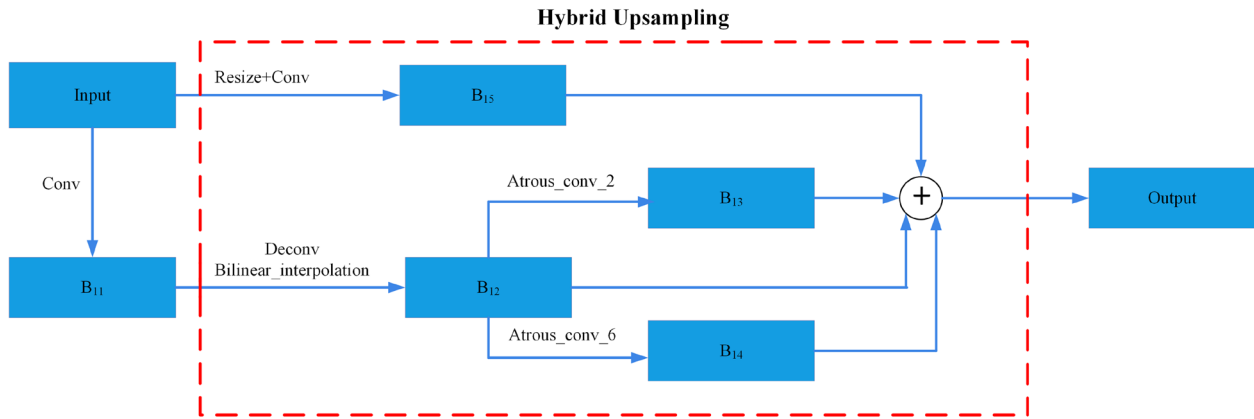 Hybrid Upsampling
Input
Resize+Conv
B₁₅
Conv
Atrous_conv_2
B₁₃
+
Output
B₁₁
Deconv
Bilinear_interpolation
B₁₂
Atrous_conv_6
B₁₄